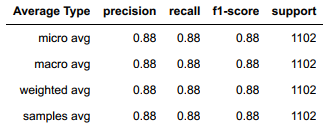 Average Type precision recall f1-score support
micro avg 0.88 0.88 0.88 1102
macro avg 0.88 0.88 0.88 1102
weighted avg 0.88 0.88 0.88 1102
samples avg 0.88 0.88 0.88 1102